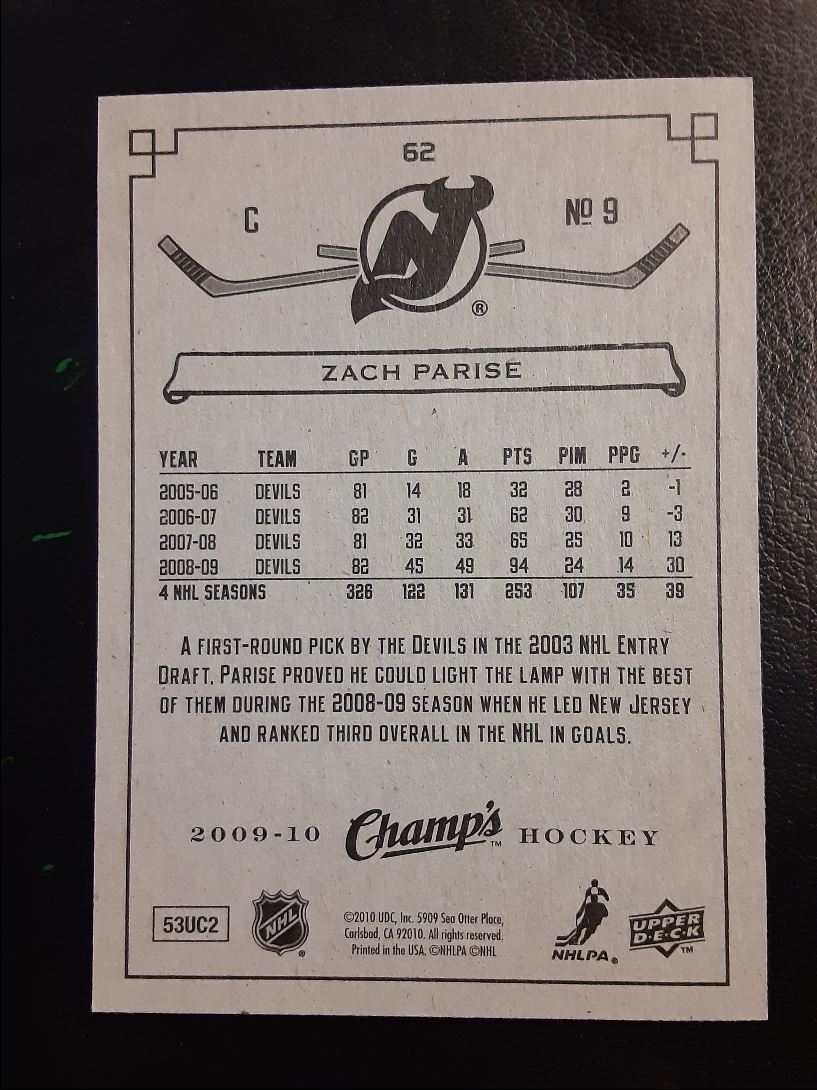 62
C Nº 9
NJ ®
ZACH PARISE
YEAR TEAM GP G A PTS PIM PPG +/-
2005-06 DEVILS 81 14 18 32 28 2 -1
2006-07 DEVILS 82 31 31 62 30 9 -3
2007-08 DEVILS 81 32 33 65 25 10 13
2008-09 DEVILS 82 45 49 94 24 14 30
4 NHL SEASONS 326 122 131 253 107 35 39
A FIRST-ROUND PICK BY THE DEVILS IN THE 2003 NHL ENTRY
DRAFT, PARISE PROVED HE COULD LIGHT THE LAMP WITH THE BEST
OF THEM DURING THE 2008-09 SEASON WHEN HE LED NEW JERSEY
AND RANKED THIRD OVERALL IN THE NHL IN GOALS.
2009-10 Champ's™ HOCKEY
53UC2
NHL ®
©2010 UDC, Inc. 5909 Sea Otter Place,
Carlsbad, CA 92010. All rights reserved.
Printed in the USA. ©NHLPA ©NHL
NHLPA®
UPPER
D·E·C·K™